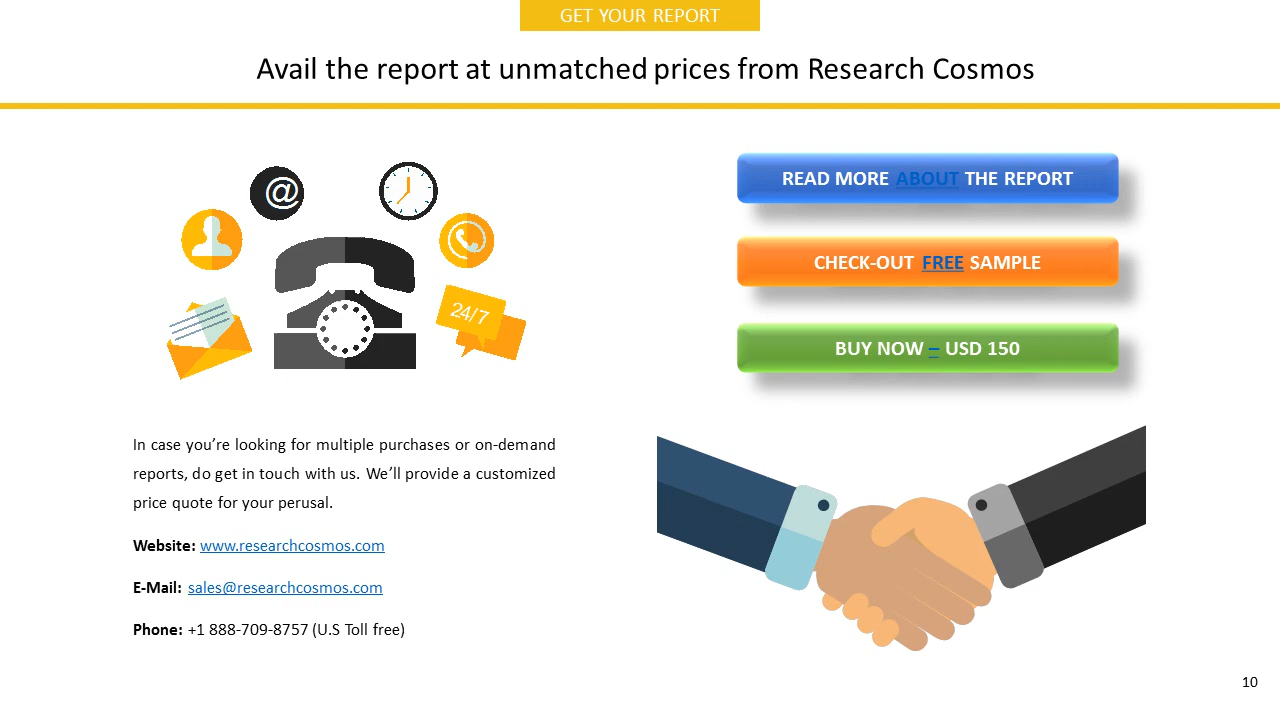 GET YOUR REPORT
Avail the report at unmatched prices from Research Cosmos
@
24/7
READ MORE ABOUT THE REPORT
CHECK-OUT FREE SAMPLE
BUY NOW – USD 150
In case you’re looking for multiple purchases or on-demand
reports, do get in touch with us. We’ll provide a customized
price quote for your perusal.
Website: www.researchcosmos.com
E-Mail: sales@researchcosmos.com
Phone: +1 888-709-8757 (U.S Toll free)
10